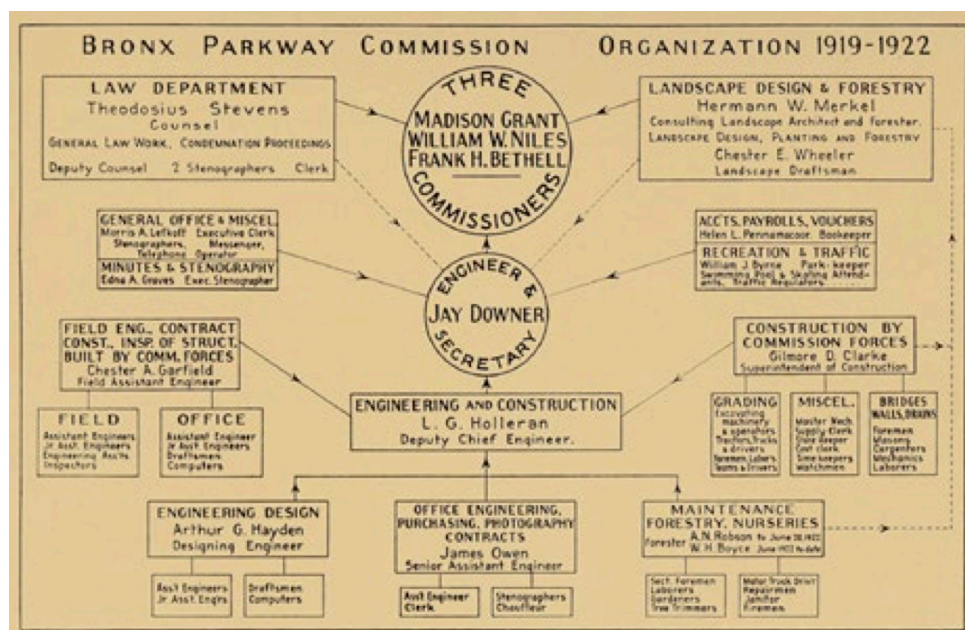 BRONX PARKWAY COMMISSION ORGANIZATION 1919-1922
LAW DEPARTMENT
Theodosius Stevens
Counsel
GENERAL LAW WORK, CONDEMNATION PROCEEDINGS
Deputy Counsel 2 Stenographers Clerk
THREE
MADISON GRANT
WILLIAM W. NILES
FRANK H. BETHELL
COMMISSIONERS
LANDSCAPE DESIGN & FORESTRY
Hermann W. Merkel
Consulting Landscape Architect and Forester.
LANDSCAPE DESIGN, PLANTING AND FORESTRY
Chester E. Wheeler
Landscape Draftsman
GENERAL OFFICE & MISCEL.
Morris A. Lefkoff Executive Clerk
Stenographers, Messenger,
Telephone Operator
MINUTES & STENOGRAPHY
Edna A. Graves Exec. Stenographer
ENGINEER &
JAY DOWNER
SECRETARY
ACCTS, PAYROLLS, VOUCHERS
Helen L. Pennamacoor. Bookeeper
RECREATION & TRAFFIC
William J. Byrne Park-keeper
Swimming Pool & Skating Attend-
ants, Traffic Regulators
FIELD ENG., CONTRACT
CONST., INSP. OF STRUCT.
BUILT BY COMM. FORCES
Chester A. Garfield
Field Assistant Engineer
FIELD
Assistant Engineers
Jr Asst. Engineers
Engineering Ass'ts
Inspectors
OFFICE
Assistant Engineer
Jr Asst. Engineers
Draftsmen
Computers
ENGINEERING AND CONSTRUCTION
L. G. Holleran
Deputy Chief Engineer.
CONSTRUCTION BY
COMMISSION FORCES
Gilmore D. Clarke
Superintendent of Construction
GRADING
Excavating
machinery
& operators
Tractors, Trucks
& drivers
Foremen, Labors
Teams & Drivers
MISCEL.
Master Mech.
Supply Clerk
Store Keeper
Cost clerk
Time keepers
Watchmen
BRIDGES
WALLS, DRAINS
Foremen
Masons
Carpenters
Mechanics
Laborers
ENGINEERING DESIGN
Arthur G. Hayden
Designing Engineer
Ass't Engineers
Jr Ass't. Eng'rs
Draftsmen
Computers
OFFICE ENGINEERING,
PURCHASING, PHOTOGRAPHY
CONTRACTS
James Owen
Senior Assistant Engineer
Ass't Engineer
Clerk
Stenographers
Chauffeur
MAINTENANCE
FORESTRY, NURSERIES
Forester A.N. Robson to June 20, 1922
W.H. Boyce June 1922 to date
Sect. Foremen
Laborers
Gardeners
Tree Trimmers
Motor Truck Driv'r
Repairmen
Janitor
Firemen